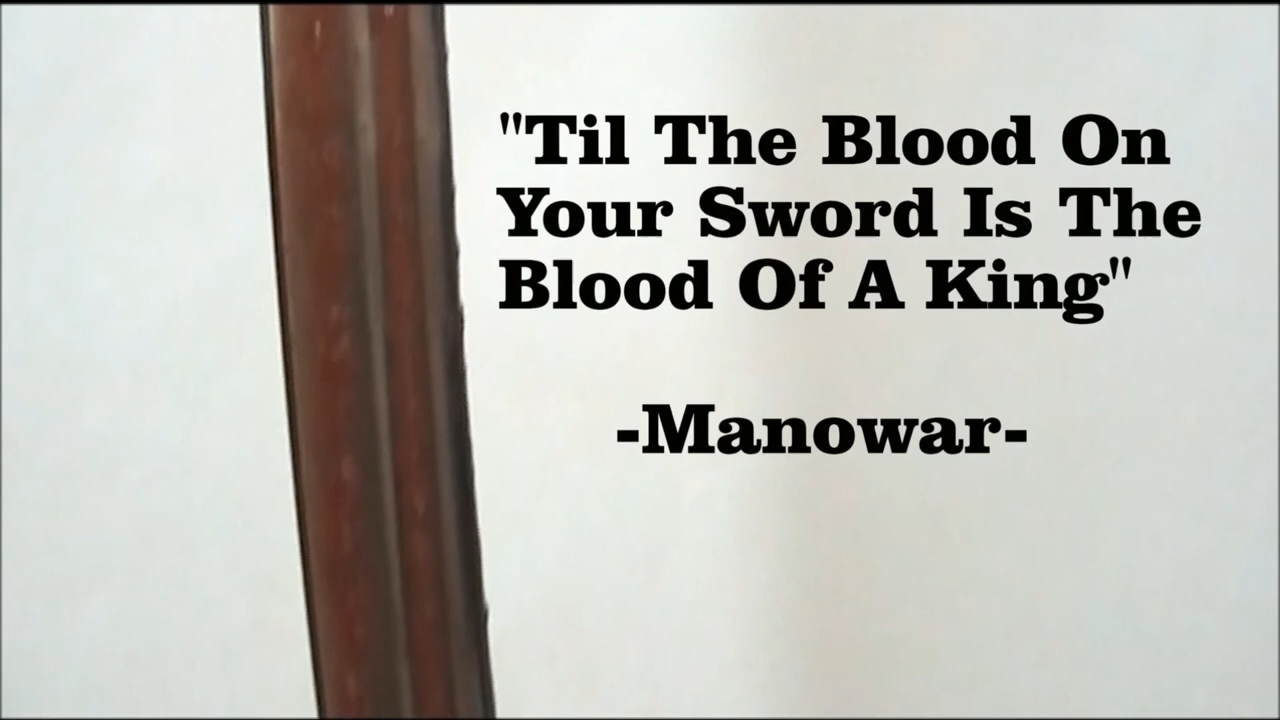 "Til The Blood On
Your Sword Is The
Blood Of A King"
-Manowar-